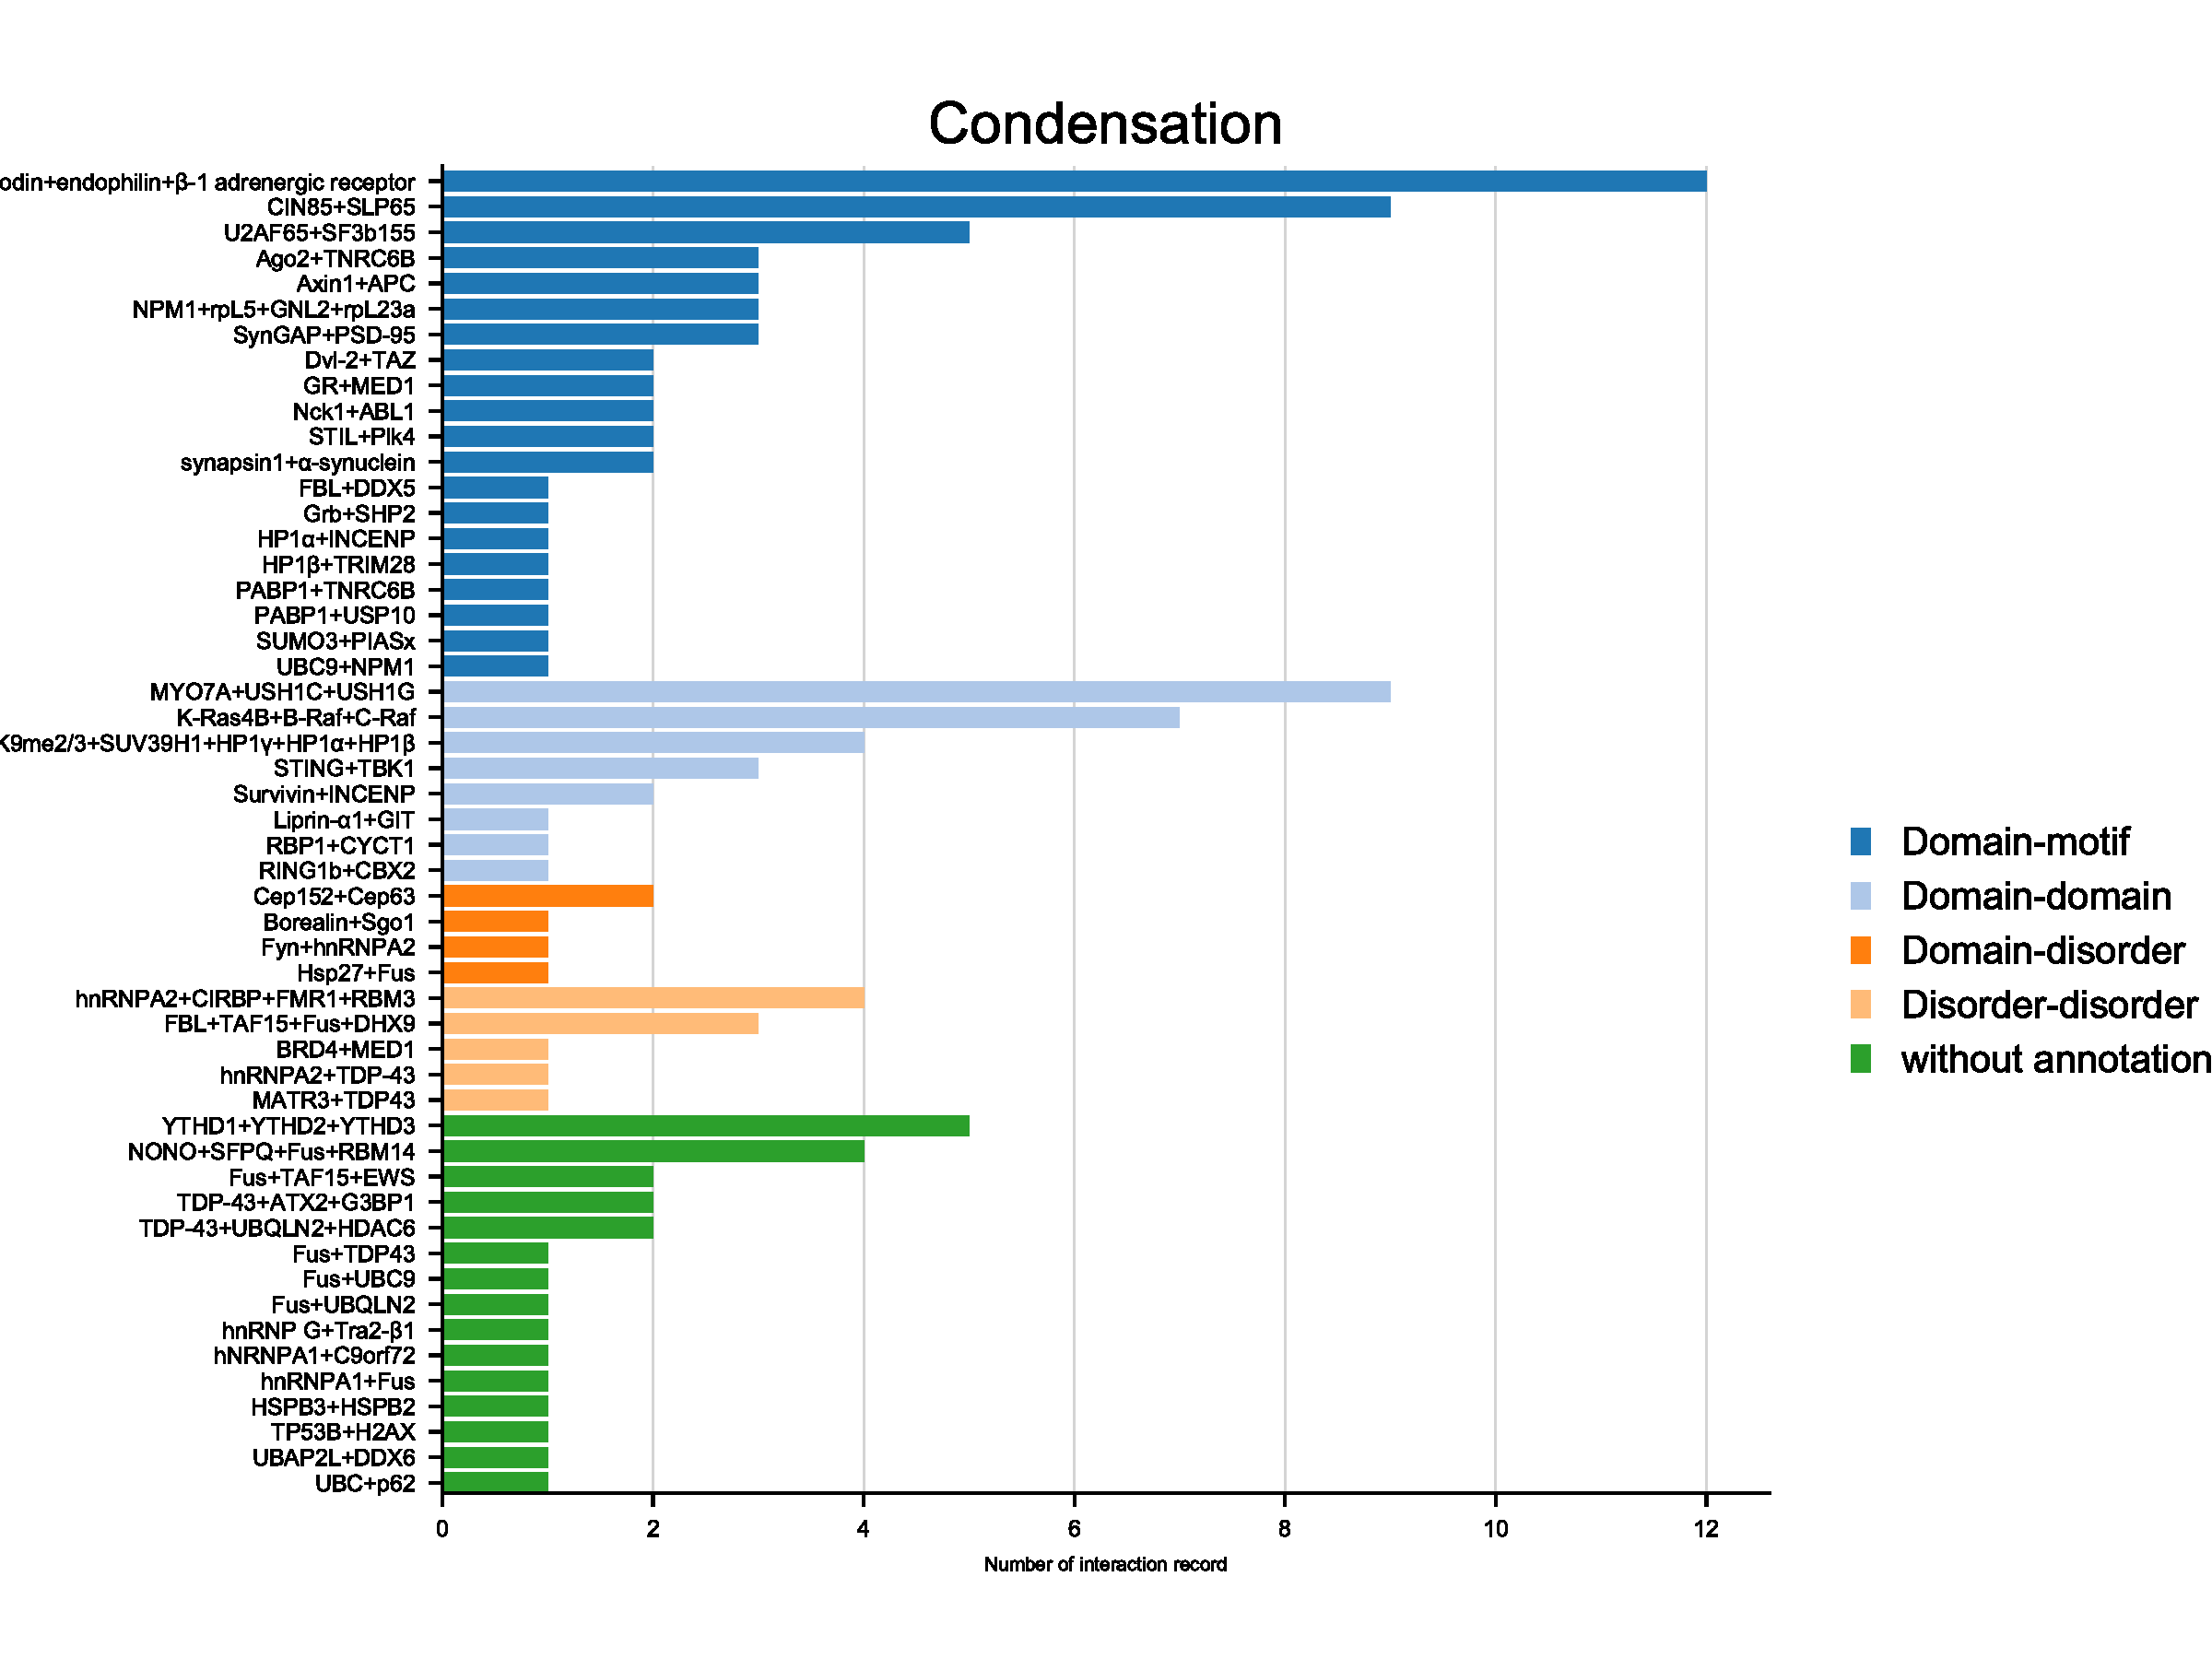 Condensation
odin+endophilin+β-1 adrenergic receptor
CIN85+SLP65
U2AF65+SF3b155
Ago2+TNRC6B
Axin1+APC
NPM1+rpL5+GNL2+rpL23a
SynGAP+PSD-95
Dvl-2+TAZ
GR+MED1
Nck1+ABL1
STIL+Plk4
synapsin1+α-synuclein
FBL+DDX5
Grb+SHP2
HP1α+INCENP
HP1β+TRIM28
PABP1+TNRC6B
PABP1+USP10
SUMO3+PIASx
UBC9+NPM1
MYO7A+USH1C+USH1G
K-Ras4B+B-Raf+C-Raf
K9me2/3+SUV39H1+HP1γ+HP1α+HP1β
STING+TBK1
Survivin+INCENP
Liprin-α1+GIT
RBP1+CYCT1
RING1b+CBX2
Cep152+Cep63
Borealin+Sgo1
Fyn+hnRNPA2
Hsp27+Fus
hnRNPA2+CIRBP+FMR1+RBM3
FBL+TAF15+Fus+DHX9
BRD4+MED1
hnRNPA2+TDP-43
MATR3+TDP43
YTHD1+YTHD2+YTHD3
NONO+SFPQ+Fus+RBM14
Fus+TAF15+EWS
TDP-43+ATX2+G3BP1
TDP-43+UBQLN2+HDAC6
Fus+TDP43
Fus+UBC9
Fus+UBQLN2
hnRNP G+Tra2-β1
hNRNPA1+C9orf72
hnRNPA1+Fus
HSPB3+HSPB2
TP53B+H2AX
UBAP2L+DDX6
UBC+p62
0 2 4 6 8 10 12
Number of interaction record
Domain-motif
Domain-domain
Domain-disorder
Disorder-disorder
without annotation